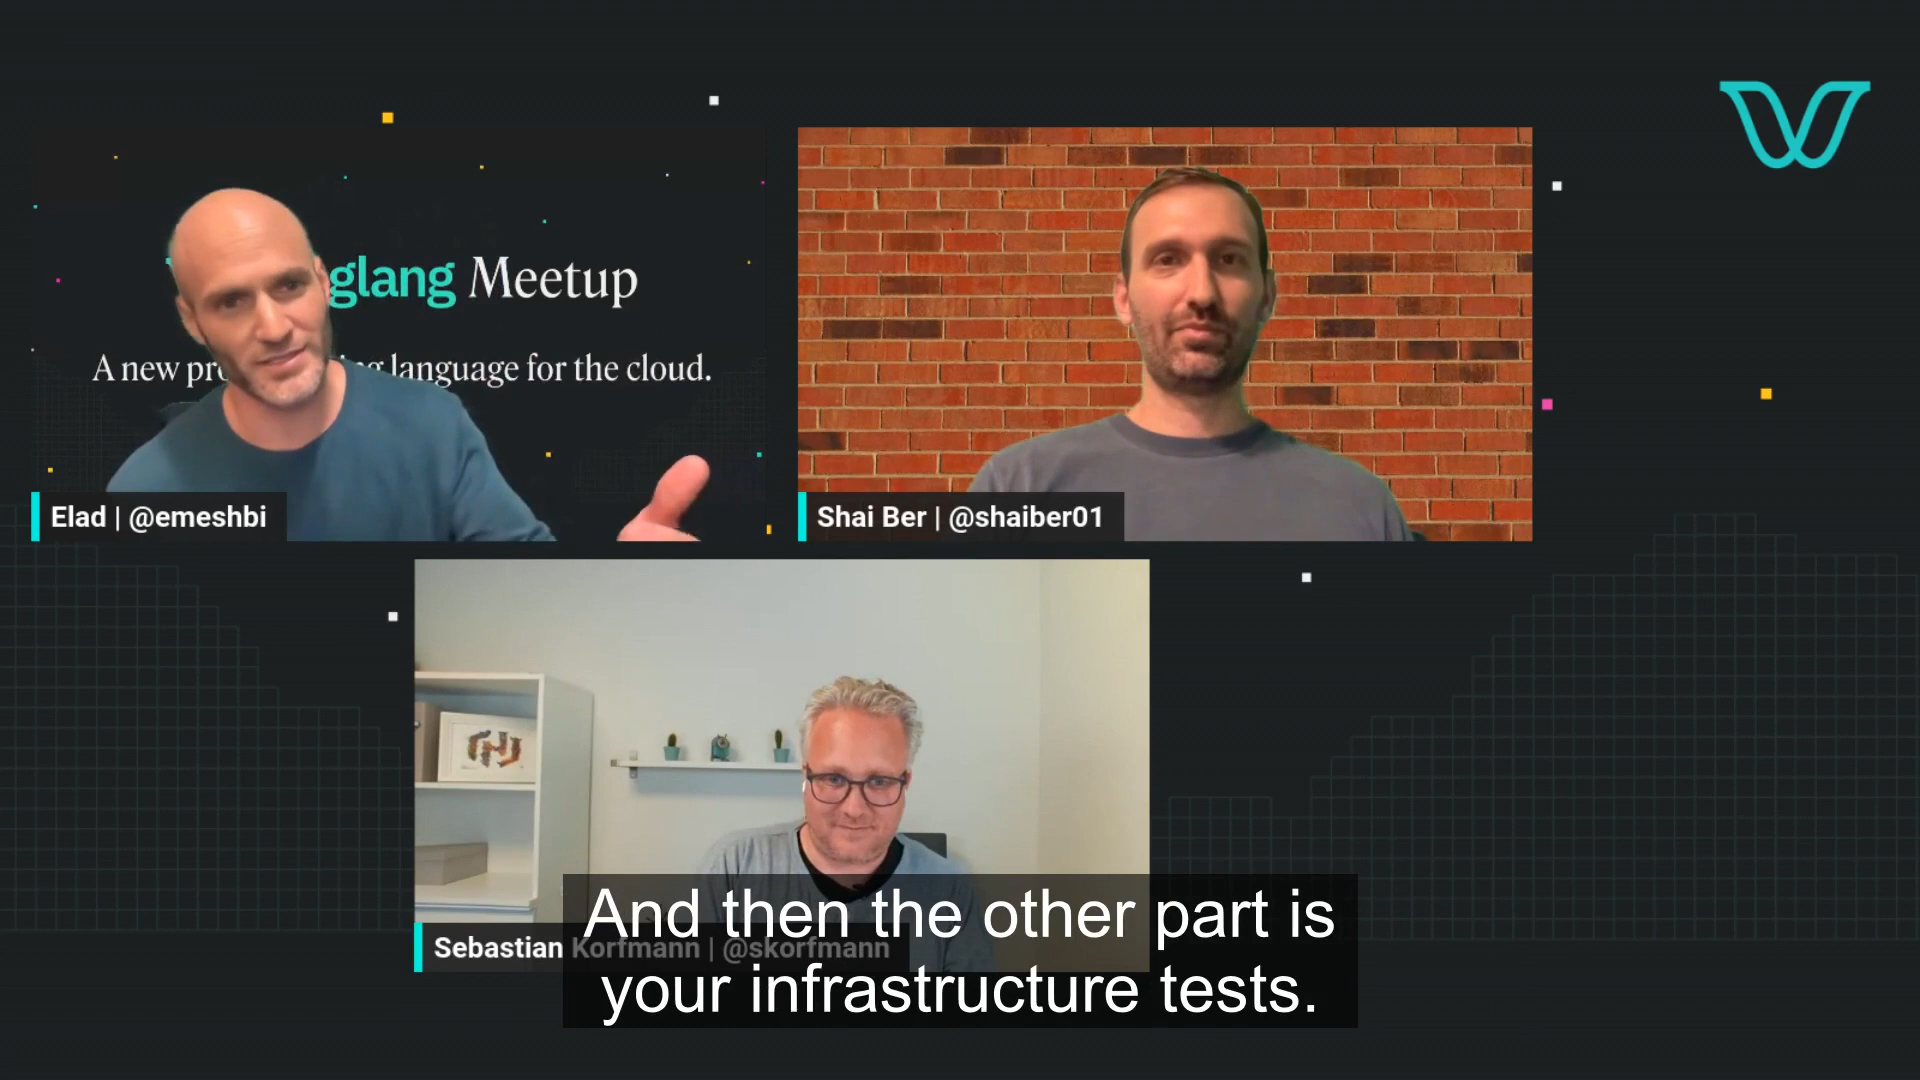 glang Meetup
A new pr ng language for the cloud.
Elad | @emeshbi
Shai Ber | @shaiber01
Sebastian Korfmann | @skorfmann
And then the other part is
your infrastructure tests.